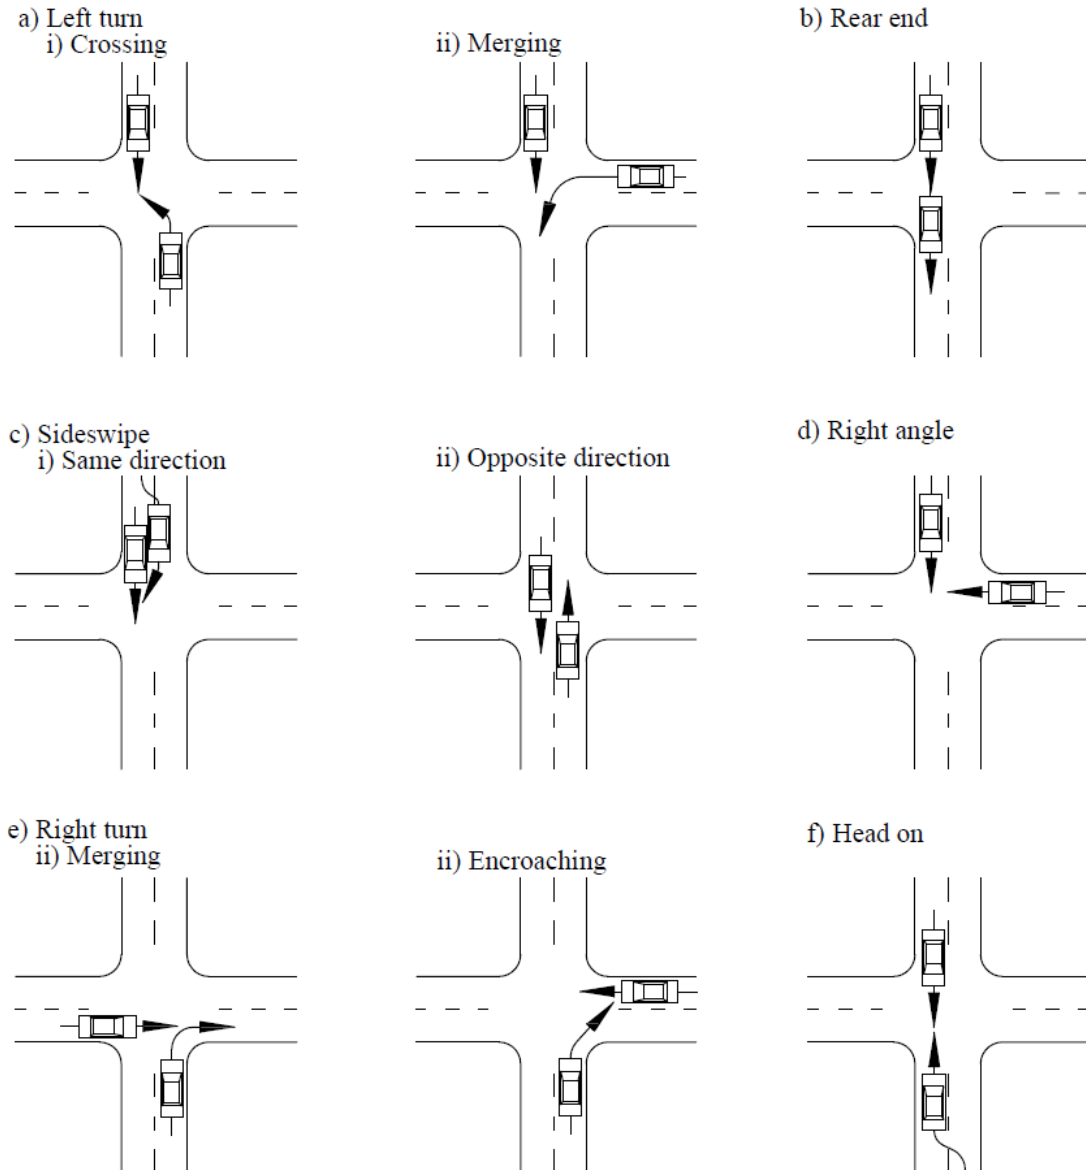 a) Left turn
i) Crossing
ii) Merging
b) Rear end
c) Sideswipe
i) Same direction
ii) Opposite direction
d) Right angle
e) Right turn
ii) Merging
ii) Encroaching
f) Head on